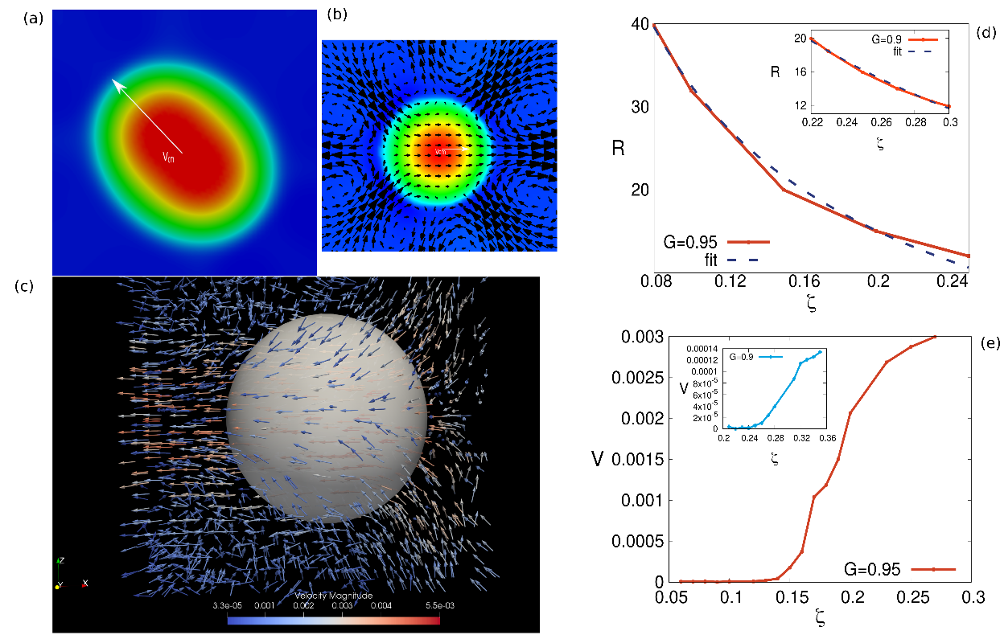 (a)
V
cm
(b)
Vcm
(c)
Z
Y
X
Velocity Magnitude
3.3e-05 0.001 0.002 0.003 0.004 5.5e-03
(d)
R
40
30
20
0.08 0.12 0.16 0.2 0.24
ζ
G=0.95
fit
G=0.9
fit
R
20
16
12
0.22 0.24 0.26 0.28 0.3
ζ
(e)
V
0.003
0.0025
0.002
0.0015
0.001
0.0005
0
0.05 0.1 0.15 0.2 0.25 0.3
ζ
G=0.95
G=0.9
V
0.00014
0.00012
0.0001
8x10-5
6x10-5
4x10-5
2x10-5
0
0.2 0.24 0.28 0.32 0.36
ζ